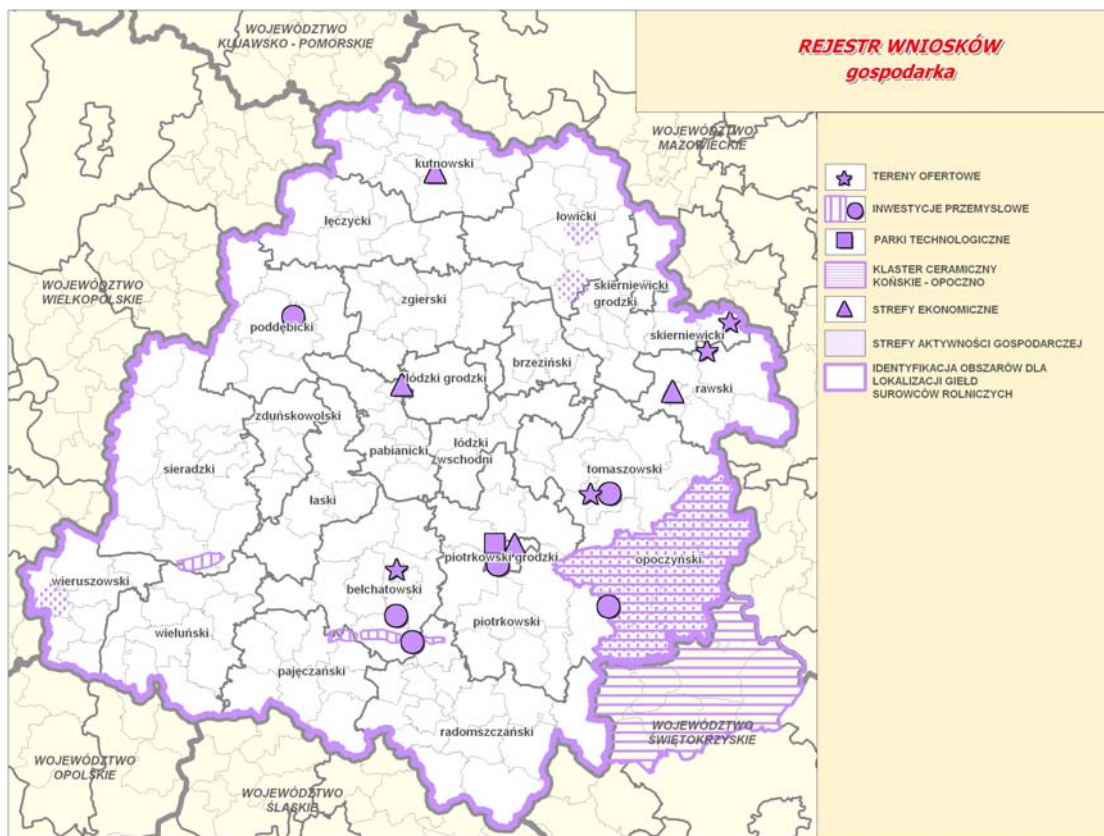 REJESTR WNIOSKÓW
gospodarka
WOJEWÓDZTWO
KUJAWSKO - POMORSKIE
WOJEWÓDZTWO
MAZOWIECKIE
kutnowski
łęczycki
łowicki
WOJEWÓDZTWO
WIELKOPOLSKIE
zgierski
skierniewicki
grodzki
poddębicki
skierniewicki
brzeziński
łódzki grodzki
rawski
zduńskowolski
pabianicki
łódzki
wschodni
sieradzki
łaski
tomaszowski
piotrkowski grodzki
opoczyński
wieruszowski
bełchatowski
wieluński
piotrkowski
pajęczański
radomszczański
WOJEWÓDZTWO
ŚWIĘTOKRZYSKIE
WOJEWÓDZTWO
OPOLSKIE
WOJEWÓDZTWO
ŚLĄSKIE
TERENY OFERTOWE
INWESTYCJE PRZEMYSŁOWE
PARKI TECHNOLOGICZNE
KLASTER CERAMICZNY
KOŃSKIE - OPOCZNO
STREFY EKONOMICZNE
STREFY AKTYWNOŚCI GOSPODARCZEJ
IDENTYFIKACJA OBSZARÓW DLA
LOKALIZACJI GIEŁD
SUROWCÓW ROLNICZYCH